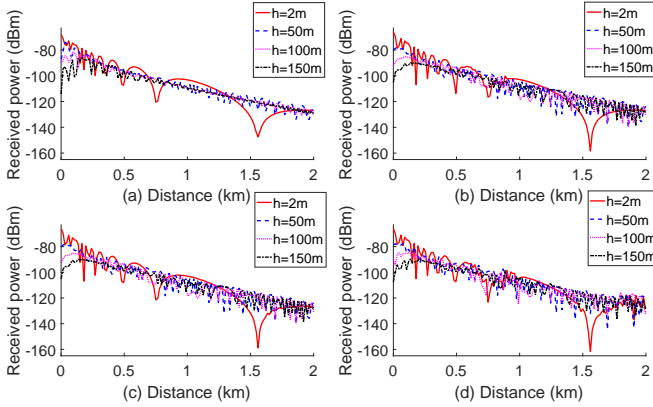 Received power (dBm)
-80
-100
-120
-140
-160
0
0.5
1
1.5
2
(a) Distance (km)
h=2m
h=50m
h=100m
h=150m
Received power (dBm)
-80
-100
-120
-140
-160
0
0.5
1
1.5
2
(b) Distance (km)
h=2m
h=50m
h=100m
h=150m
Received power (dBm)
-80
-100
-120
-140
-160
0
0.5
1
1.5
2
(c) Distance (km)
h=2m
h=50m
h=100m
h=150m
Received power (dBm)
-80
-100
-120
-140
-160
0
0.5
1
1.5
2
(d) Distance (km)
h=2m
h=50m
h=100m
h=150m